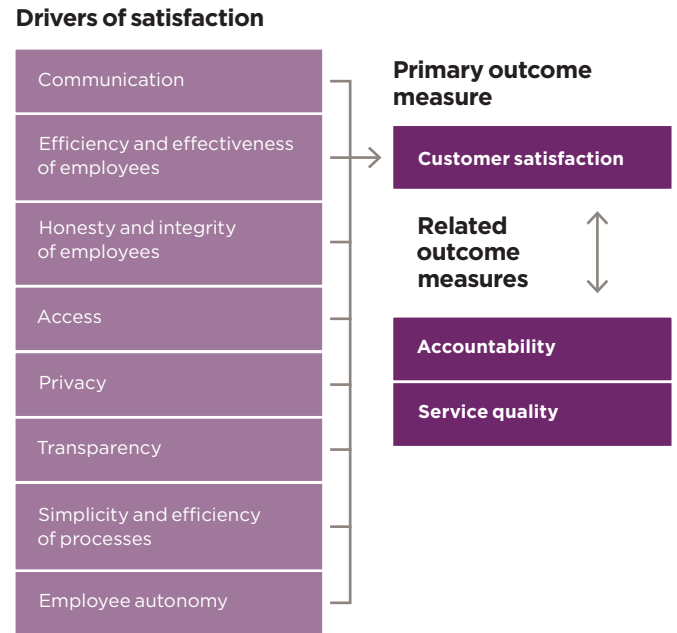 Drivers of satisfaction
Communication
Efficiency and effectiveness
of employees
Honesty and integrity
of employees
Access
Privacy
Transparency
Simplicity and efficiency
of processes
Employee autonomy
Primary outcome
measure
Customer satisfaction
Related
outcome
measures
Accountability
Service quality